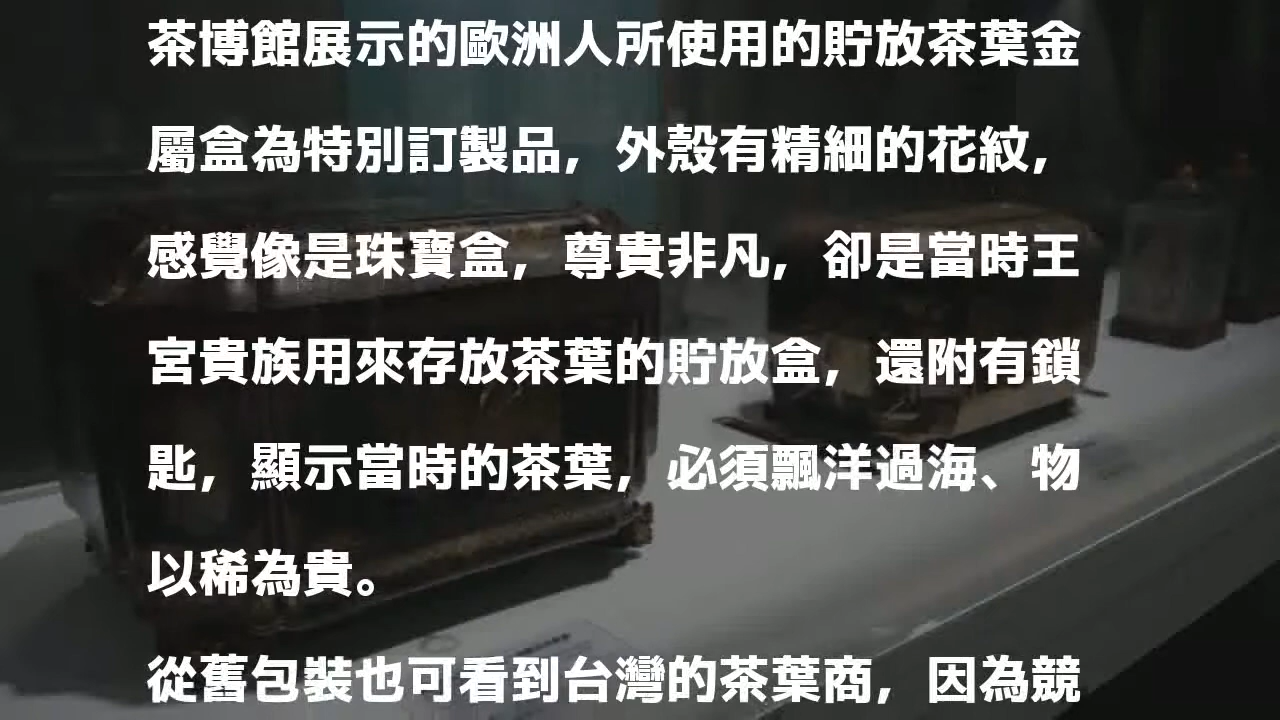 茶博館展示的歐洲人所使用的貯放茶葉金
屬盒為特別訂製品，外殼有精細的花紋，
感覺像是珠寶盒，尊貴非凡，卻是當時王
宮貴族用來存放茶葉的貯放盒，還附有鎖
匙，顯示當時的茶葉，必須飄洋過海、物
以稀為貴。
從舊包裝也可看到台灣的茶葉商，因為競